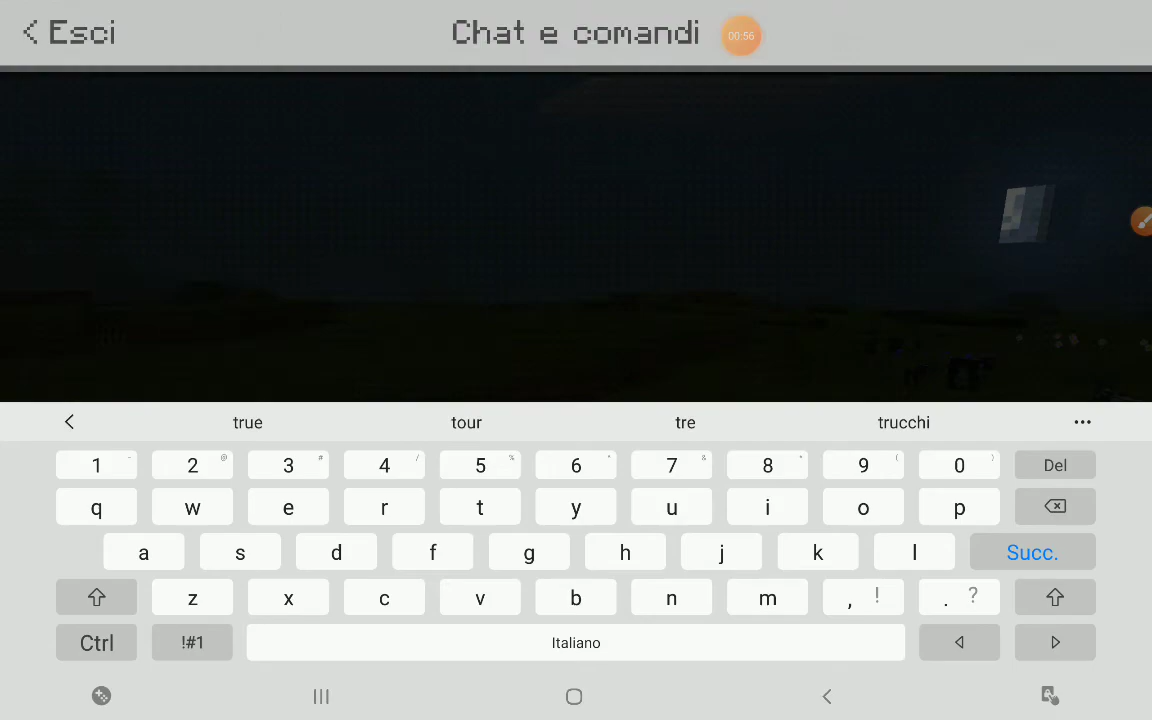 Esci Chat e comandi 00:56
true tour tre trucchi •••
1 - 2 @ 3 # 4 / 5 % 6 ^ 7 & 8 * 9 ( 0 ) Del
q w e r t y u i o p
a s d f g h j k l Succ.
z x c v b n m , ! . ?
Ctrl !#1 Italiano